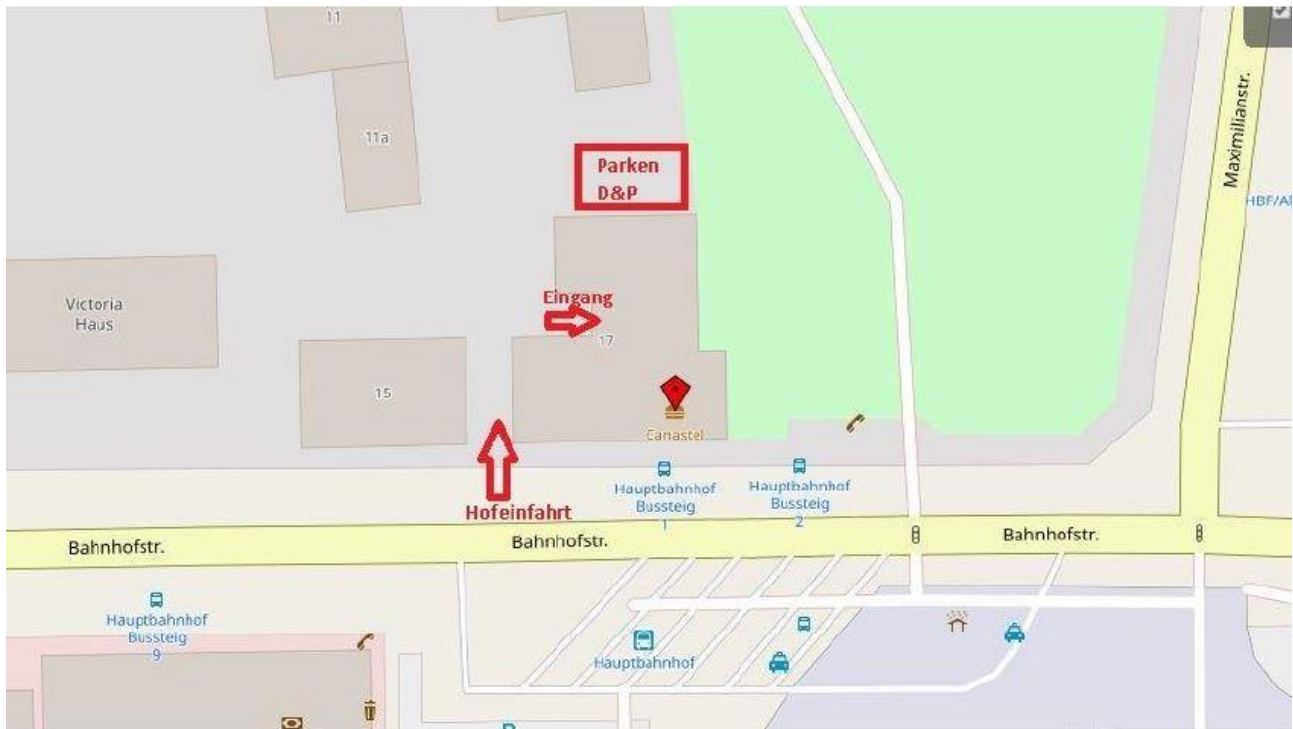 11
11a
Maximilianstr.
Parken
D&P
Victoria
Haus
Eingang
17
15
Canastel
Hauptbahnhof
Bussteig
1
Hauptbahnhof
Bussteig
2
Hofeinfahrt
Bahnhofstr.
Bahnhofstr.
Bahnhofstr.
Hauptbahnhof
Bussteig
9
Hauptbahnhof